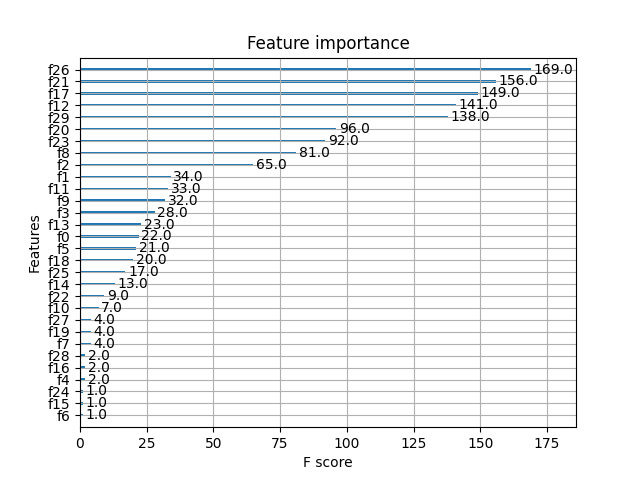 Feature importance
f26 169.0
f21 156.0
f17 149.0
f12 141.0
f29 138.0
f20 96.0
f23 92.0
f8 81.0
f2 65.0
f1 34.0
f11 33.0
f9 32.0
f3 28.0
f13 23.0
f0 22.0
f5 21.0
f18 20.0
f25 17.0
f14 13.0
f22 9.0
f10 7.0
f27 4.0
f19 4.0
f7 4.0
f28 2.0
f16 2.0
f4 2.0
f24 1.0
f15 1.0
f6 1.0
Features
0 25 50 75 100 125 150 175
F score